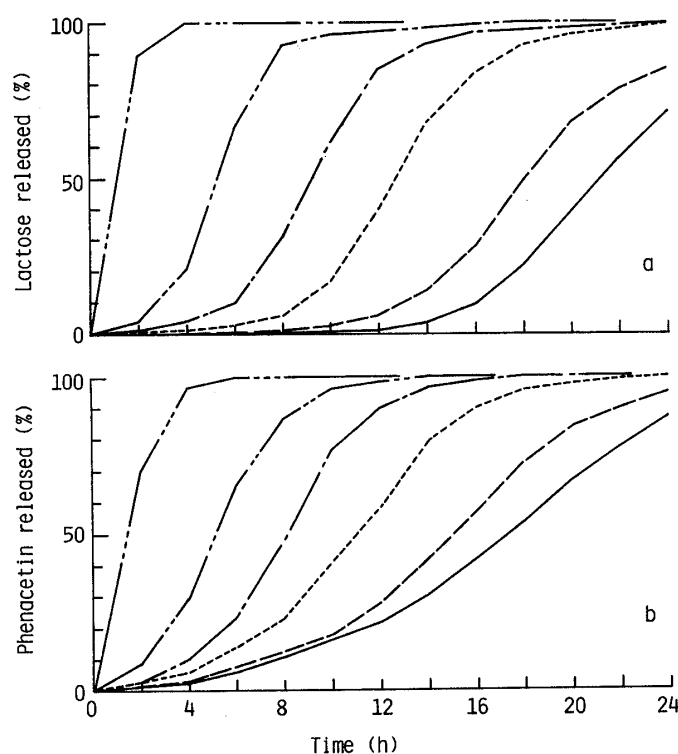 100
50
0
Lactose released (%)
a
100
50
0
Phenacetin released (%)
b
0 4 8 12 16 20 24
Time (h)